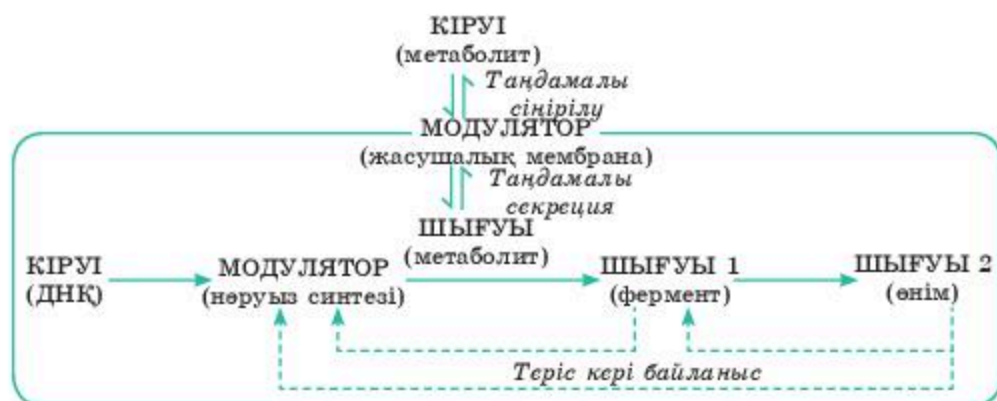 КІРУІ
(метаболит)
Таңдамалы
сіңірілу
МОДУЛЯТОР
(жасушалық мембрана)
Таңдамалы
секреция
ШЫҒУЫ
(метаболит)
КІРУІ
(ДНҚ)
МОДУЛЯТОР
(нәруыз синтезі)
ШЫҒУЫ 1
(фермент)
ШЫҒУЫ 2
(өнім)
Теріс кері байланыс